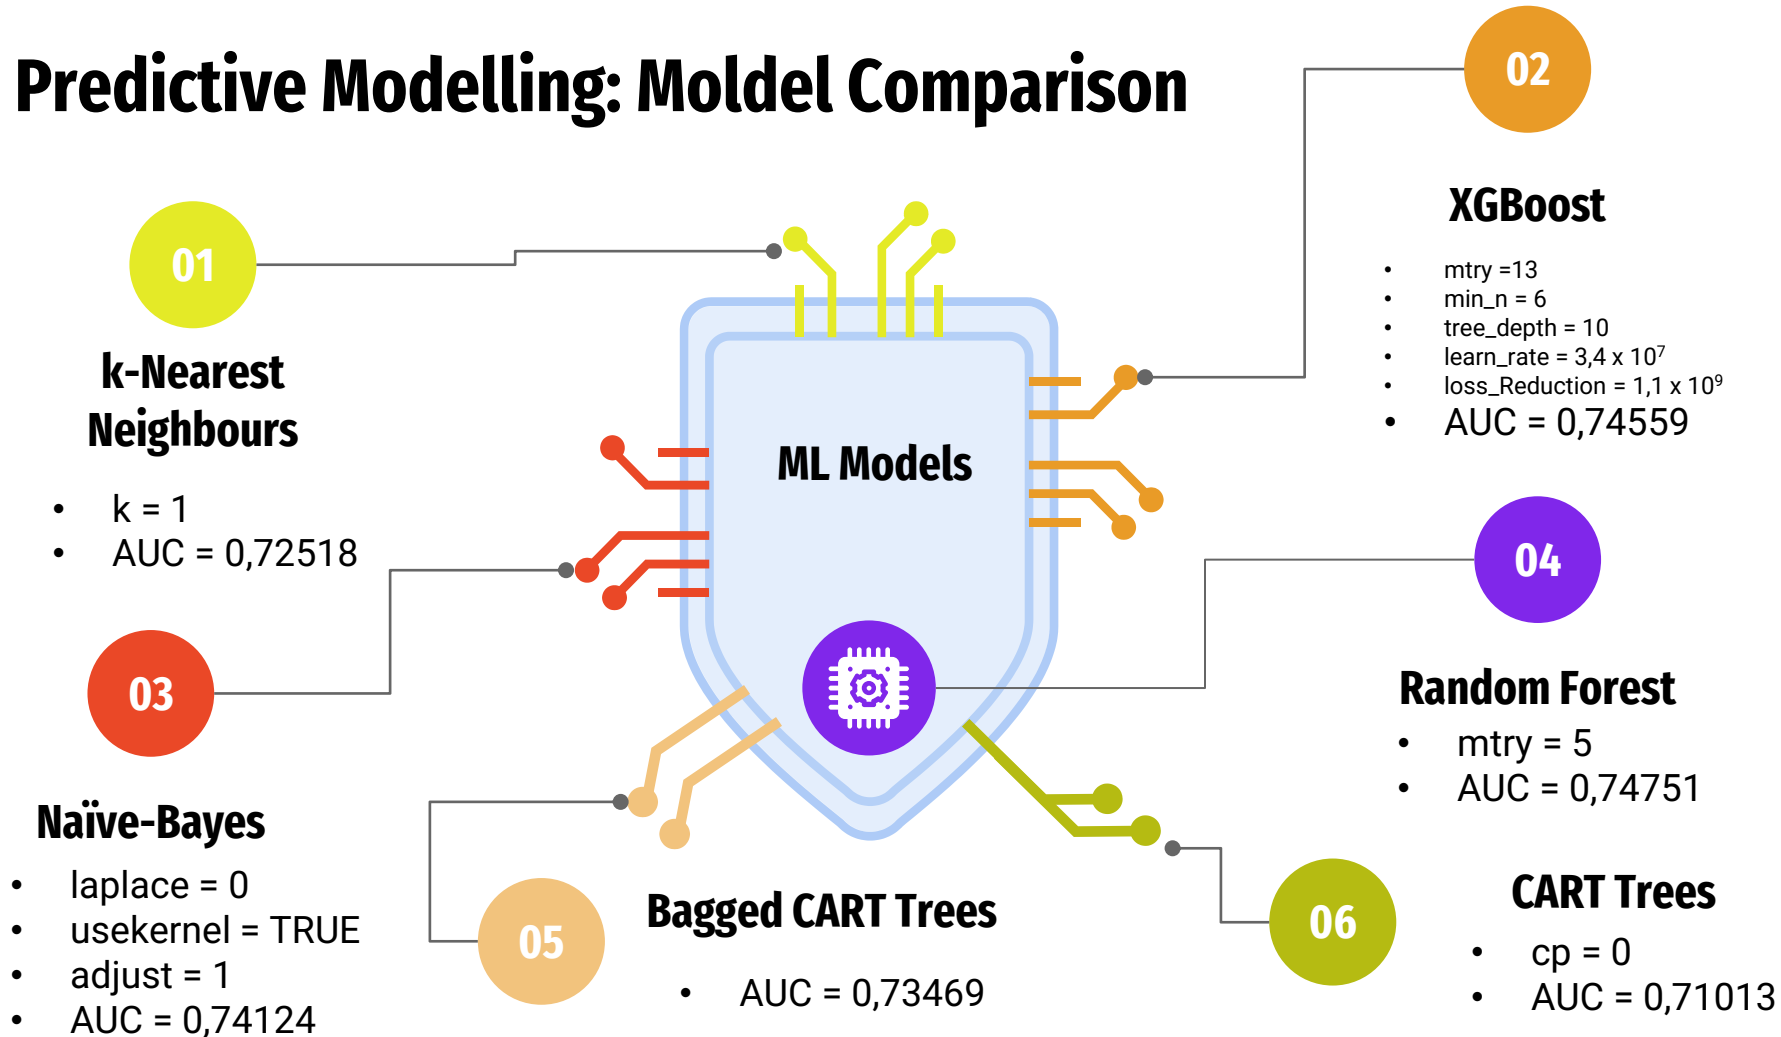 Predictive Modelling: Moldel Comparison
01
k-Nearest
Neighbours
• k = 1
• AUC = 0,72518
02
XGBoost
• mtry =13
• min_n = 6
• tree_depth = 10
• learn_rate = 3,4 x 10⁷
• loss_Reduction = 1,1 x 10⁹
• AUC = 0,74559
ML Models
03
Naïve-Bayes
• laplace = 0
• usekernel = TRUE
• adjust = 1
• AUC = 0,74124
04
Random Forest
• mtry = 5
• AUC = 0,74751
05
Bagged CART Trees
• AUC = 0,73469
06
CART Trees
• cp = 0
• AUC = 0,71013